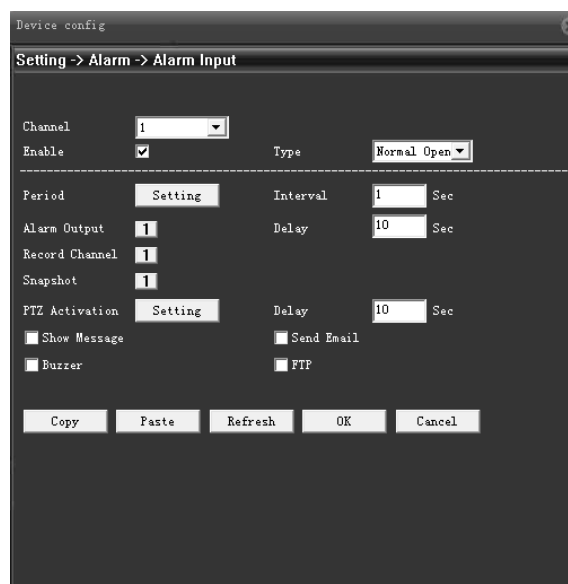 Device config
Setting -> Alarm -> Alarm Input
Channel 1
Enable Type Normal Open
Period Setting Interval 1 Sec
Alarm Output 1 Delay 10 Sec
Record Channel 1
Snapshot 1
PTZ Activation Setting Delay 10 Sec
Show Message Send Email
Buzzer FTP
Copy Paste Refresh OK Cancel